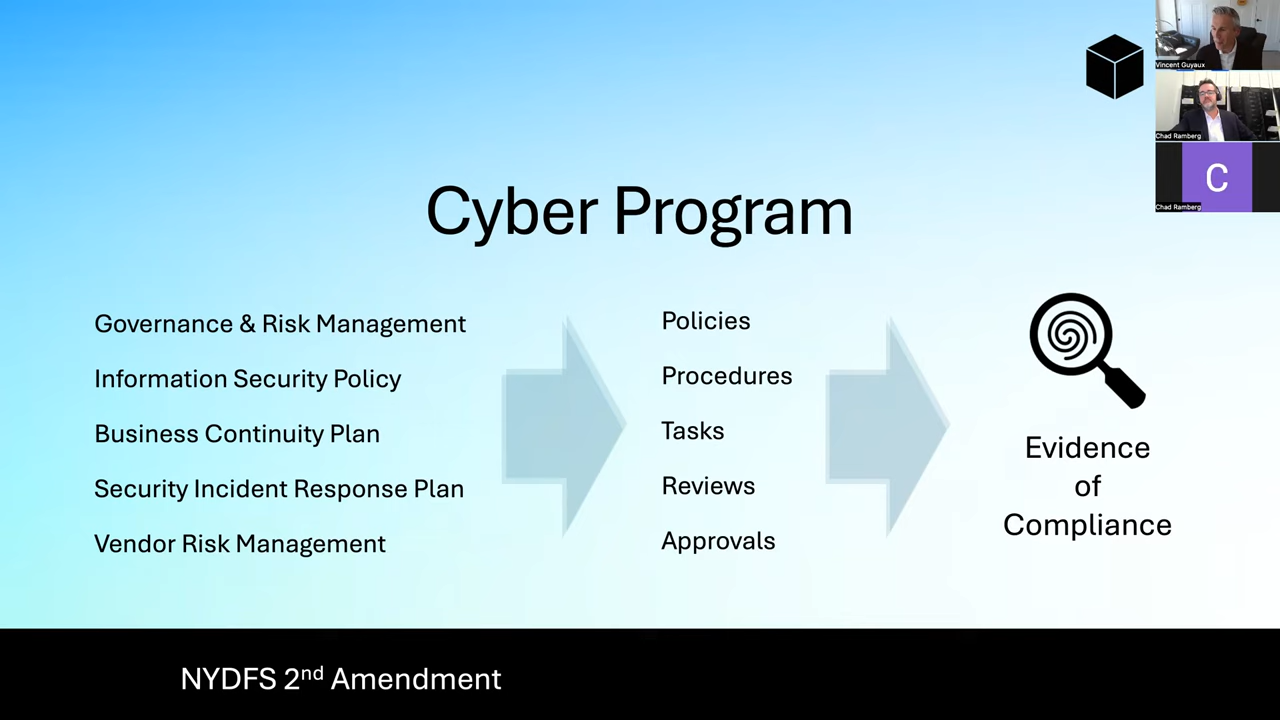 Cyber Program
Governance & Risk Management
Information Security Policy
Business Continuity Plan
Security Incident Response Plan
Vendor Risk Management
Policies
Procedures
Tasks
Reviews
Approvals
Evidence
of
Compliance
NYDFS 2nd Amendment
Vincent Guyaux
Chad Ramberg
C
Chad Ramberg